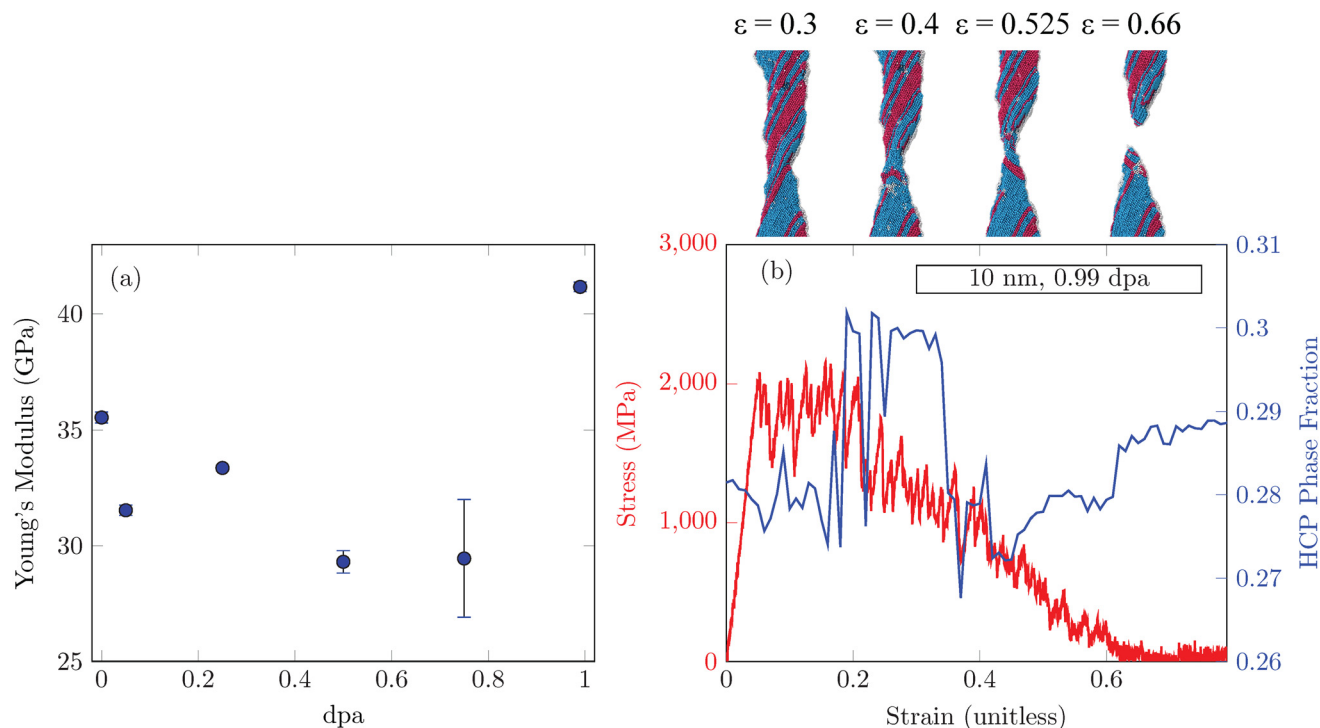 ε = 0.3 ε = 0.4 ε = 0.525 ε = 0.66
(a)
Young's Modulus (GPa)
40
35
30
25
0 0.2 0.4 0.6 0.8 1
dpa
(b)
10 nm, 0.99 dpa
Stress (MPa)
3,000
2,000
1,000
0
0 0.2 0.4 0.6
Strain (unitless)
0.31
0.3
0.29
0.28
0.27
0.26
HCP Phase Fraction